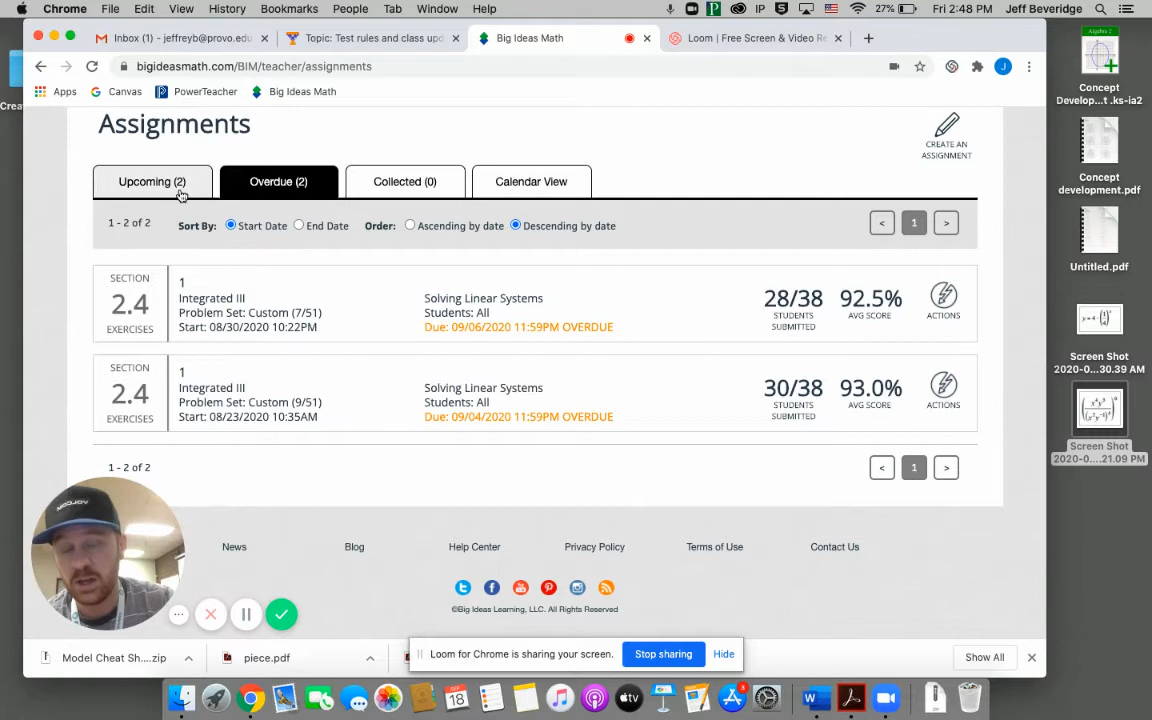 Chrome File Edit View History Bookmarks People Tab Window Help IP 27% Fri 2:48 PM Jeff Beveridge
Inbox (1) - jeffreyb@provo.ed Topic: Test rules and class upd Big Ideas Math Loom | Free Screen & Video Re
bigideasmath.com/BIM/teacher/assignments
Apps Canvas PowerTeacher Big Ideas Math
Assignments
CREATE AN
ASSIGNMENT
Upcoming (2) Overdue (2) Collected (0) Calendar View
1 - 2 of 2 Sort By: Start Date End Date Order: Ascending by date Descending by date < 1 >
SECTION
2.4
EXERCISES
1
Integrated III
Problem Set: Custom (7/51)
Start: 08/30/2020 10:22PM
Solving Linear Systems
Students: All
Due: 09/06/2020 11:59PM OVERDUE
28/38
STUDENTS
SUBMITTED
92.5%
AVG SCORE
ACTIONS
SECTION
2.4
EXERCISES
1
Integrated III
Problem Set: Custom (9/51)
Start: 08/23/2020 10:35AM
Solving Linear Systems
Students: All
Due: 09/04/2020 11:59PM OVERDUE
30/38
STUDENTS
SUBMITTED
93.0%
AVG SCORE
ACTIONS
1 - 2 of 2 < 1 >
News Blog Help Center Privacy Policy Terms of Use Contact Us
©Big Ideas Learning, LLC. All Rights Reserved
Loom for Chrome is sharing your screen. Stop sharing Hide
Model Cheat Sh....zip piece.pdf Show All
Algebra 2
Concept
Develop...t .ks-ia2
Concept
development.pdf
Untitled.pdf
Screen Shot
2020-0....30.39 AM
Screen Shot
2020-0....21.09 PM
Crea
SEP
18
3